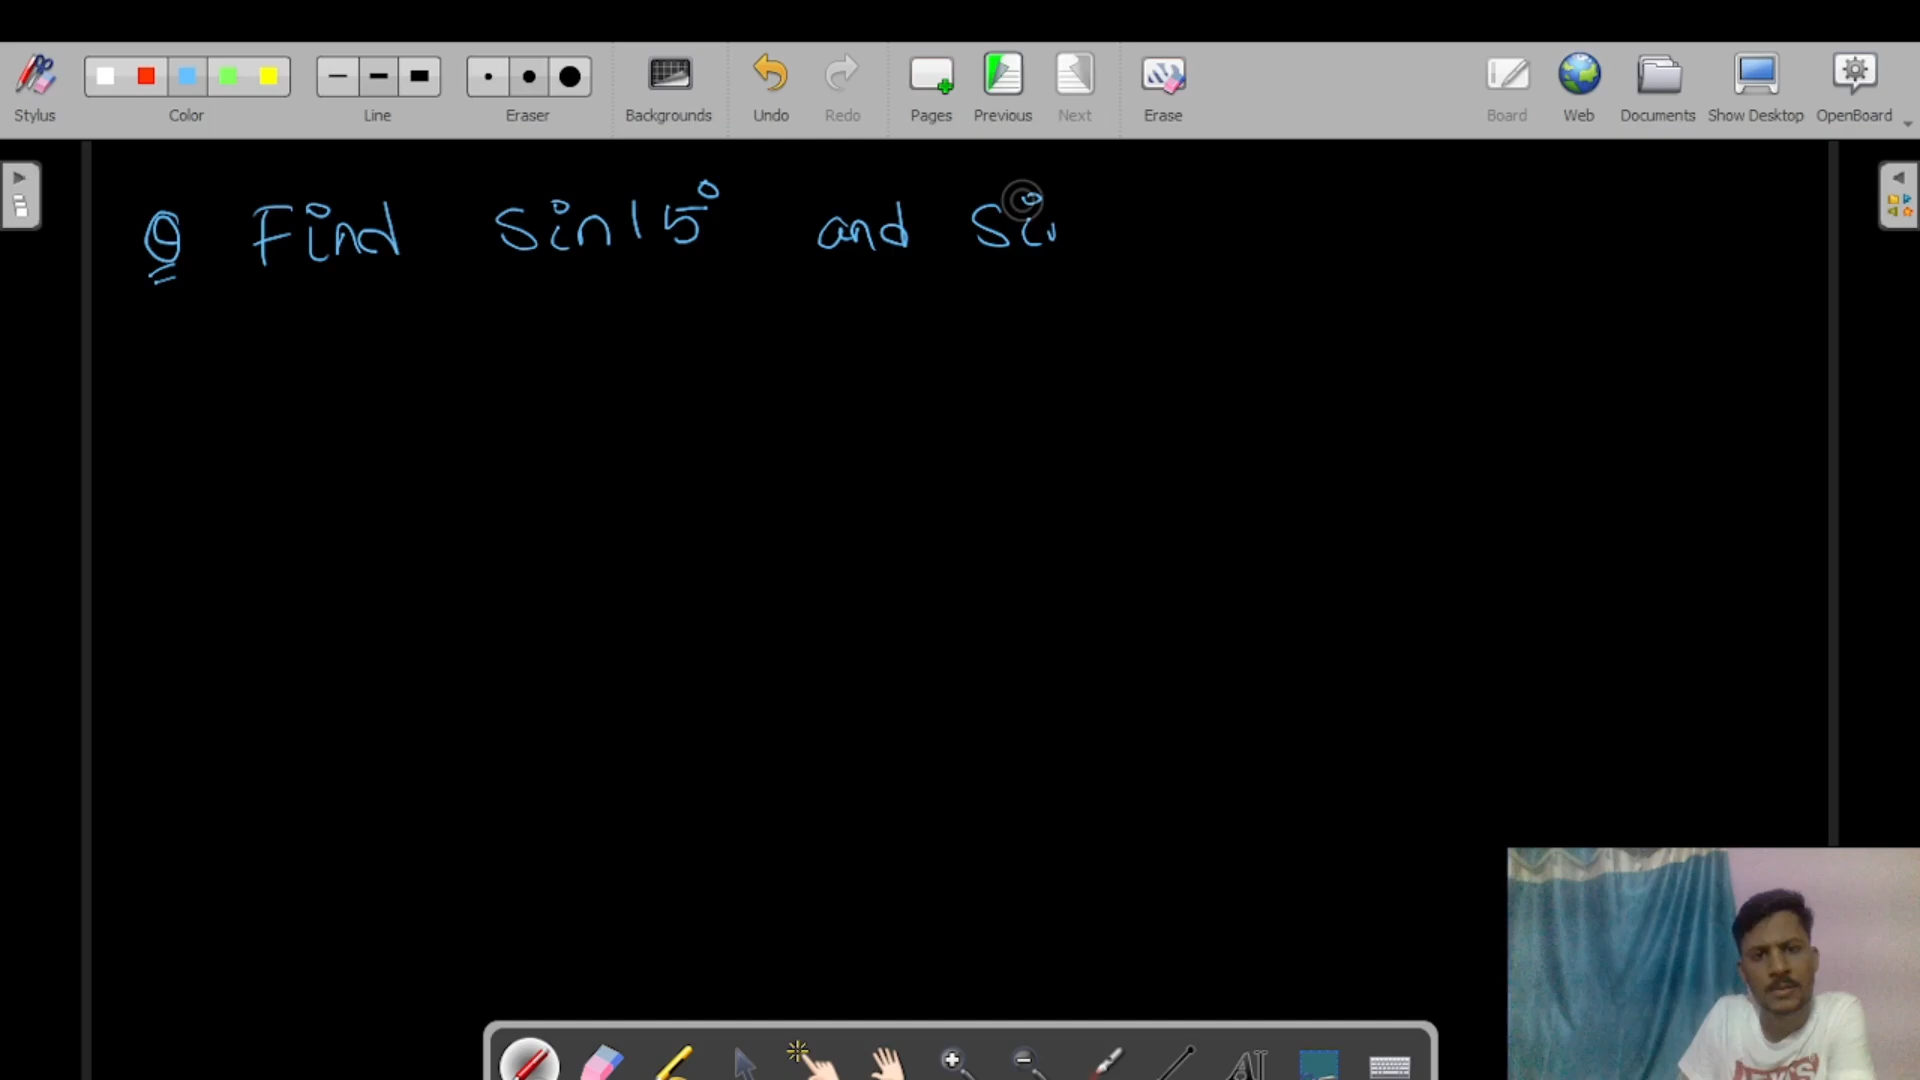 Stylus Color Line Eraser Backgrounds Undo Redo Pages Previous Next Erase Board Web Documents Show Desktop OpenBoard
Q Find Sin15° and Sin